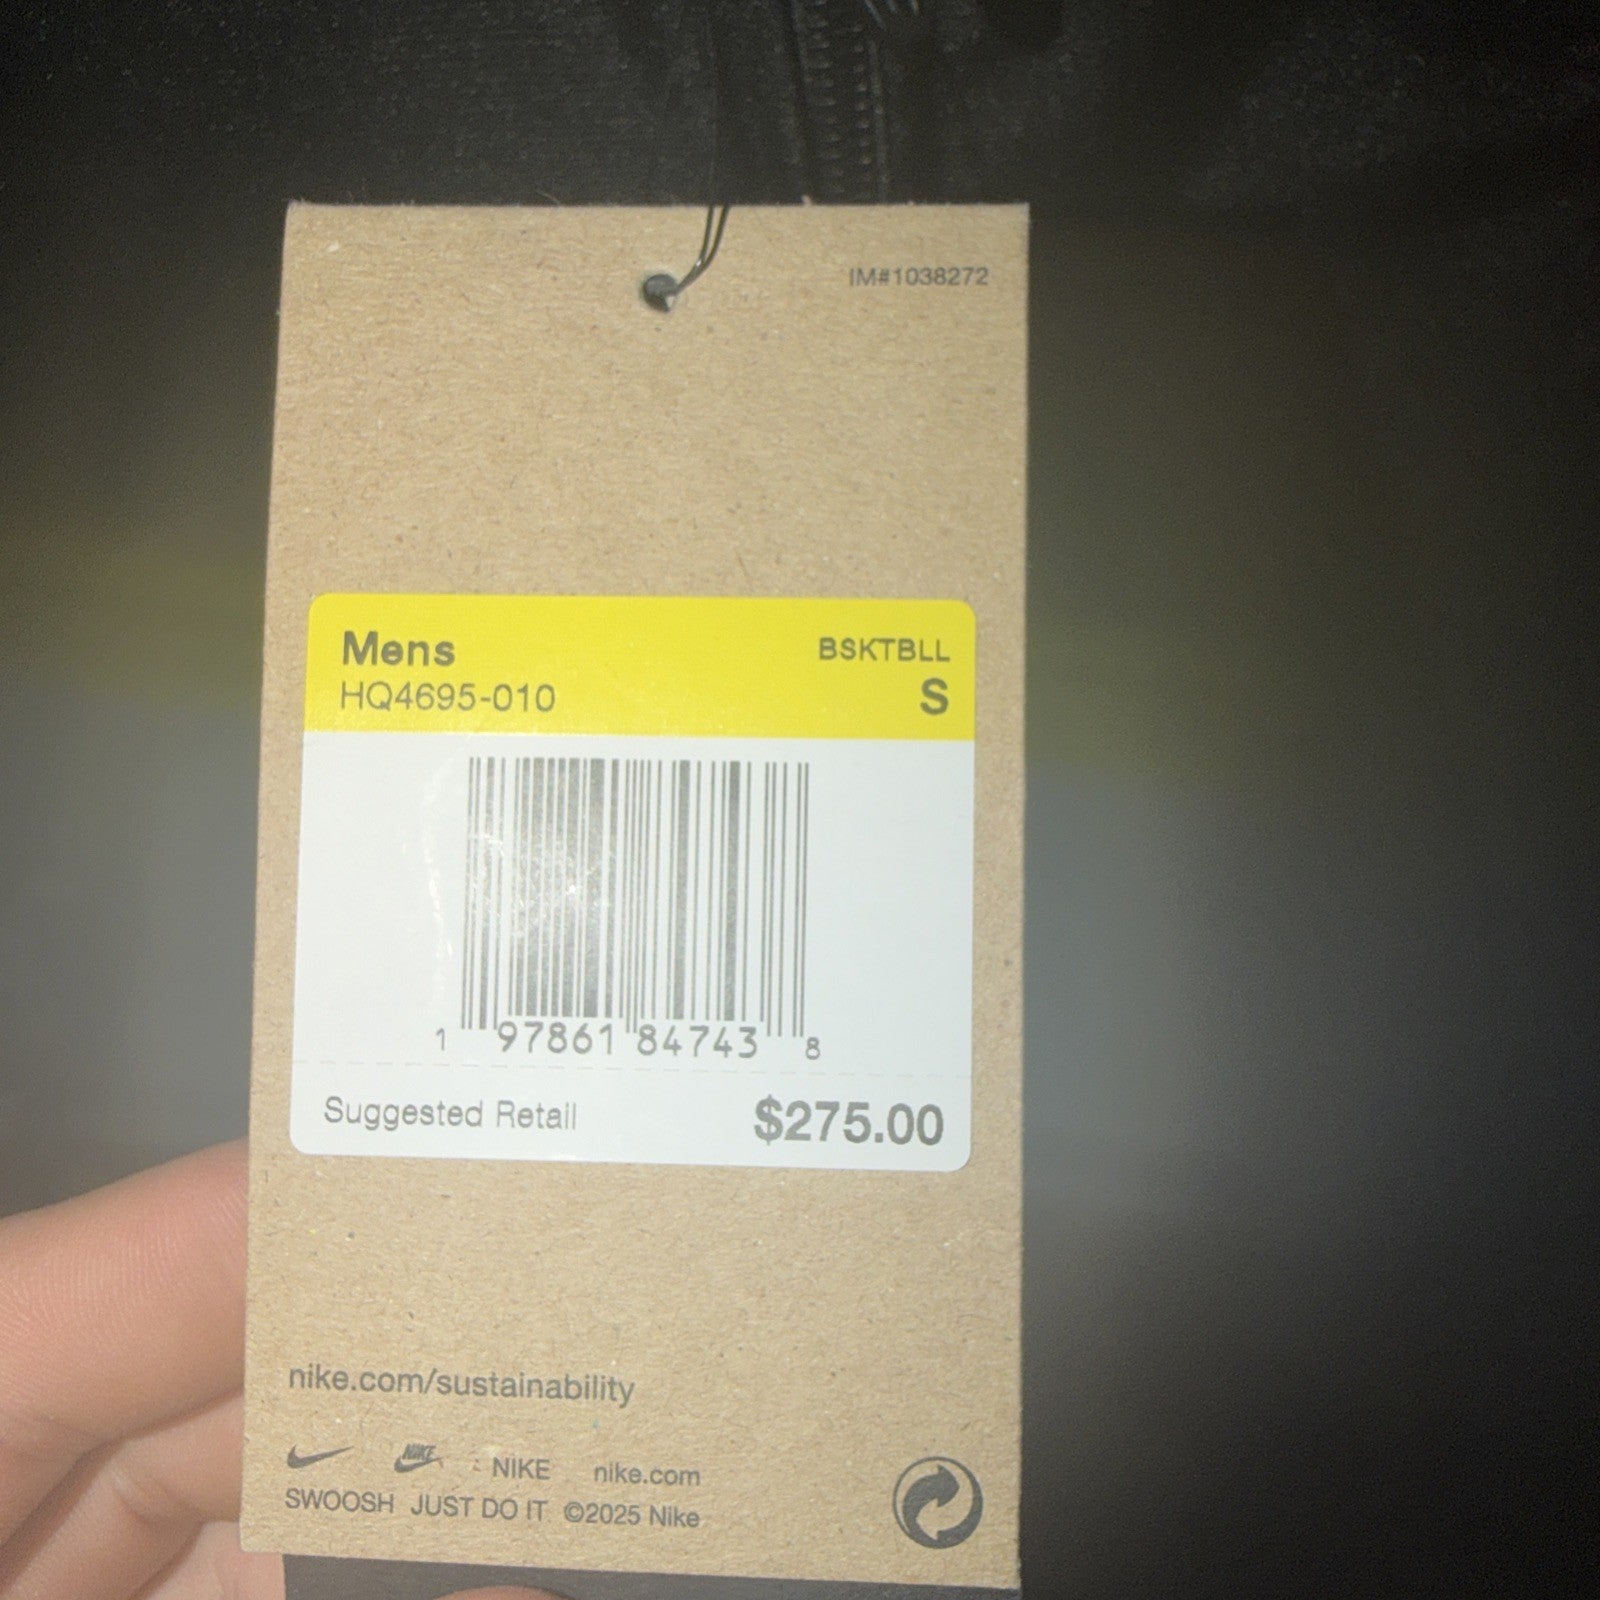 IM#1038272
Mens BSKTBLL
HQ4695-010 S
1 97861 84743 8
Suggested Retail $275.00
nike.com/sustainability
NIKE NIKE nike.com
SWOOSH JUST DO IT ©2025 Nike